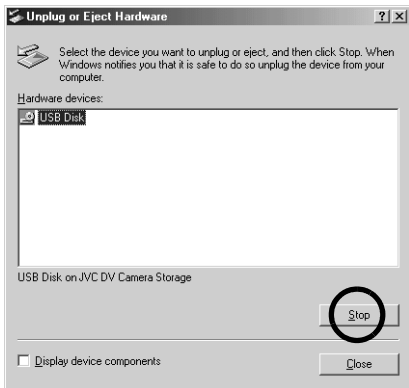 Unplug or Eject Hardware
Select the device you want to unplug or eject, and then click Stop. When
Windows notifies you that it is safe to do so unplug the device from your
computer.
Hardware devices:
USB Disk
USB Disk on JVC DV Camera Storage
Stop
Display device components
Close